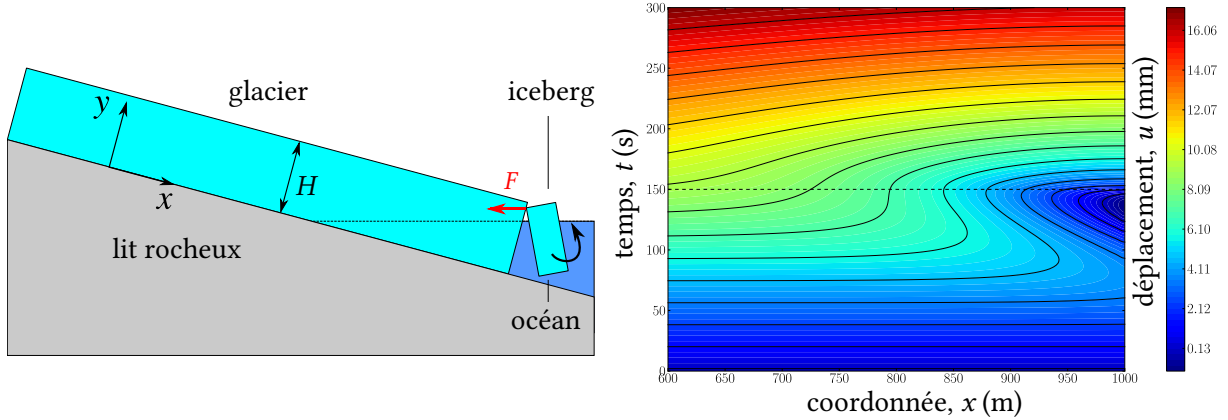 glacier
iceberg
y
F
H
x
lit rocheux
océan
300
250
200
150
100
50
0
600 650 700 750 800 850 900 950 1000
temps, t (s)
coordonnée, x (m)
déplacement, u (mm)
16.06
14.07
12.08
10.08
8.09
6.10
4.11
2.12
0.13